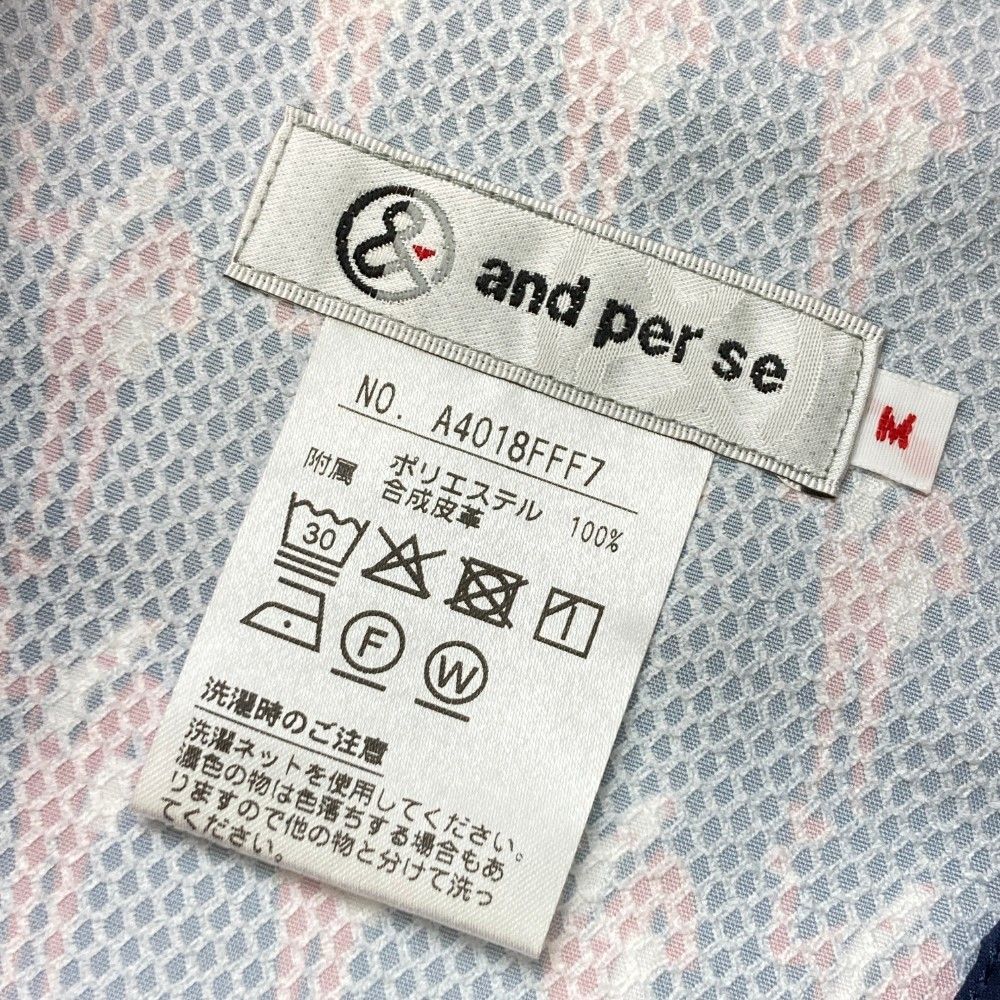 & and per se
M
NO. A4018FFF7
ポリエステル 100%
附属 合成皮革
30
F W
洗濯時のご注意
洗濯ネットを使用してください。
濃色の物は色落ちする場合もあ
りますので他の物と分けて洗っ
てください。